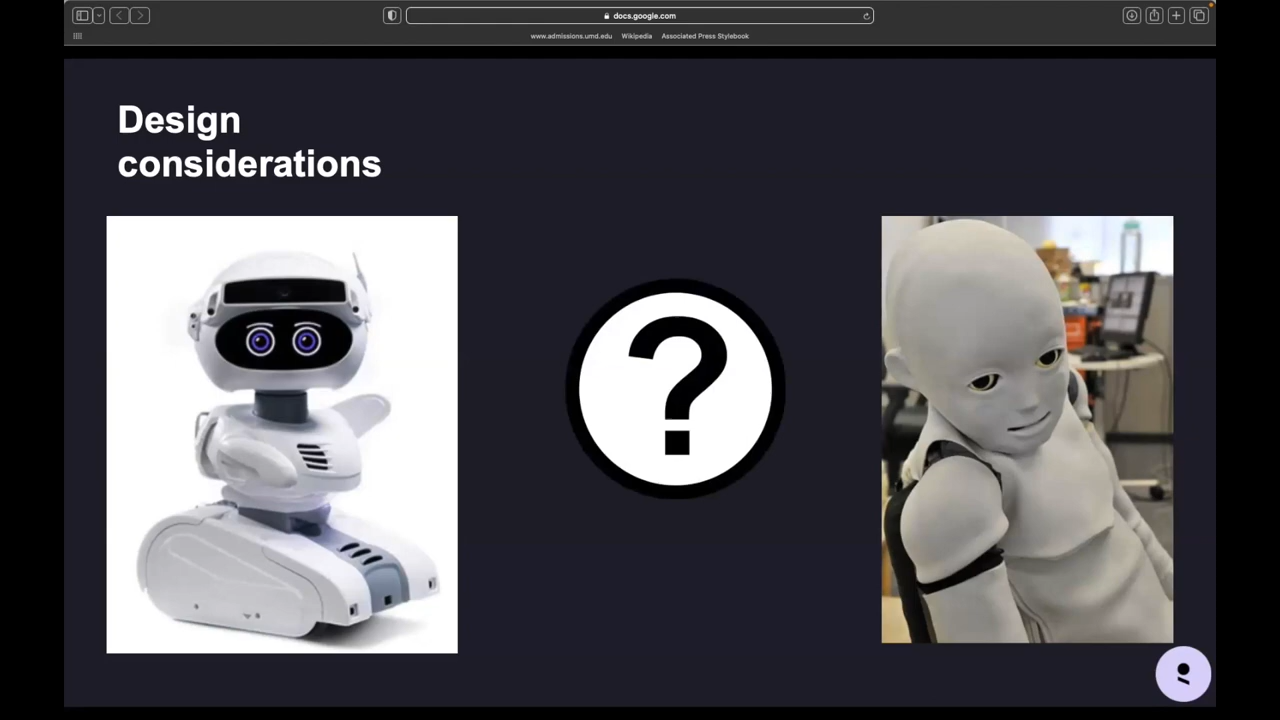 docs.google.com
www.admissions.umd.edu Wikipedia Associated Press Stylebook
Design
considerations
?